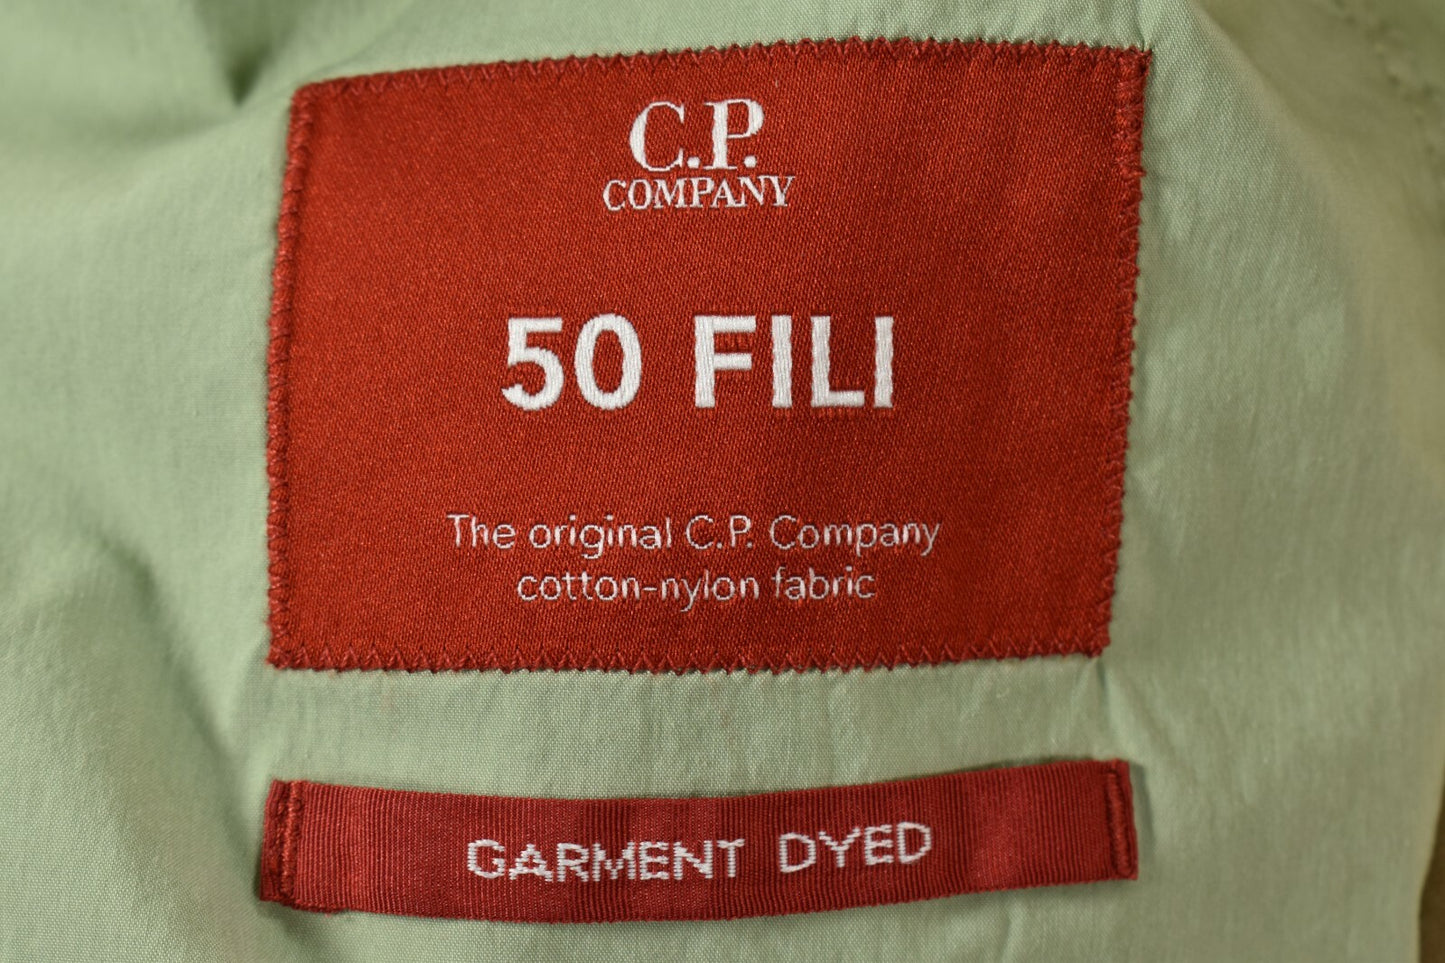 C.P.
COMPANY
50 FILI
The original C.P. Company
cotton-nylon fabric
GARMENT DYED